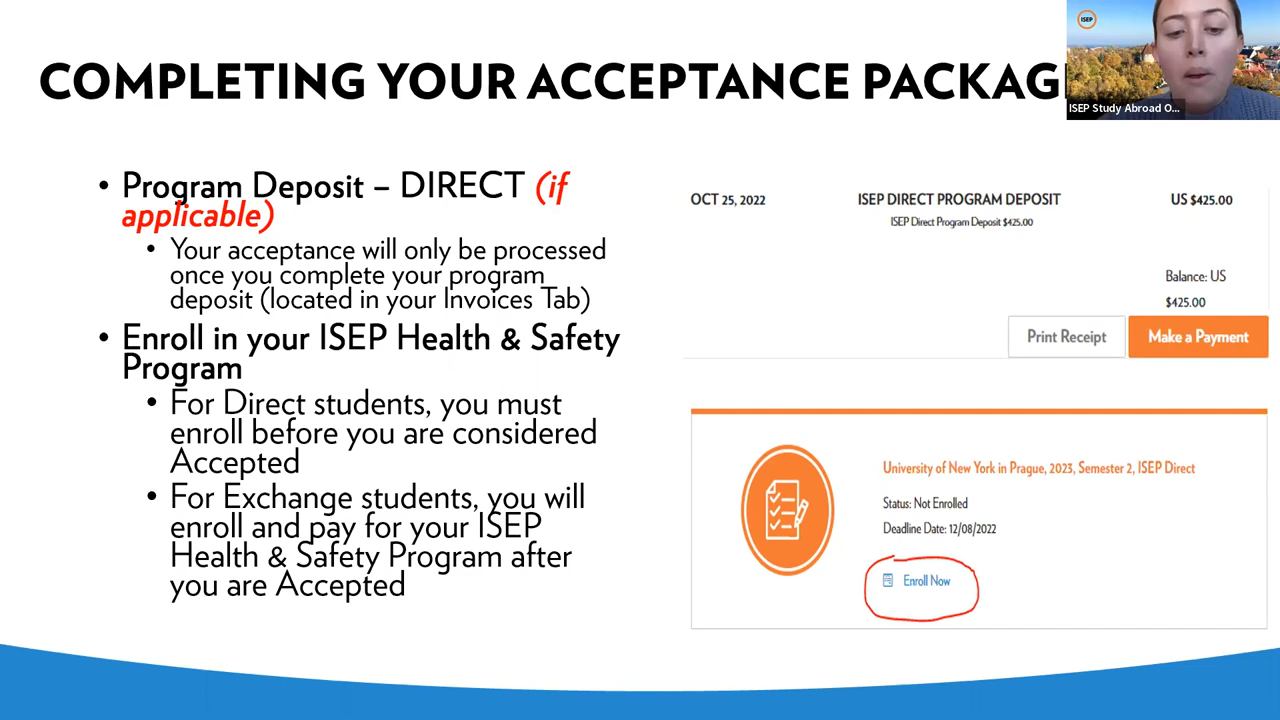 COMPLETING YOUR ACCEPTANCE PACKAG
ISEP
ISEP Study Abroad O...
• Program Deposit – DIRECT (if
applicable)
• Your acceptance will only be processed
once you complete your program
deposit (located in your Invoices Tab)
• Enroll in your ISEP Health & Safety
Program
• For Direct students, you must
enroll before you are considered
Accepted
• For Exchange students, you will
enroll and pay for your ISEP
Health & Safety Program after
you are Accepted
OCT 25, 2022 ISEP DIRECT PROGRAM DEPOSIT US $425.00
ISEP Direct Program Deposit $425.00
Balance: US
$425.00
Print Receipt Make a Payment
University of New York in Prague, 2023, Semester 2, ISEP Direct
Status: Not Enrolled
Deadline Date: 12/08/2022
Enroll Now